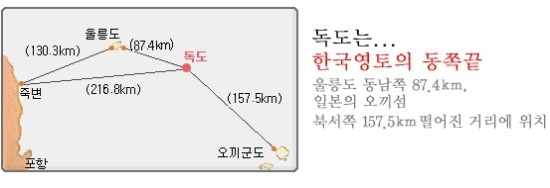 울릉도
(130.3km)
(87.4km)
독도
죽변
(216.8km)
(157.5km)
오끼군도
포항
독도는...
한국영토의 동쪽끝
울릉도 동남쪽 87.4km,
일본의 오끼섬
북서쪽 157.5km 떨어진 거리에 위치